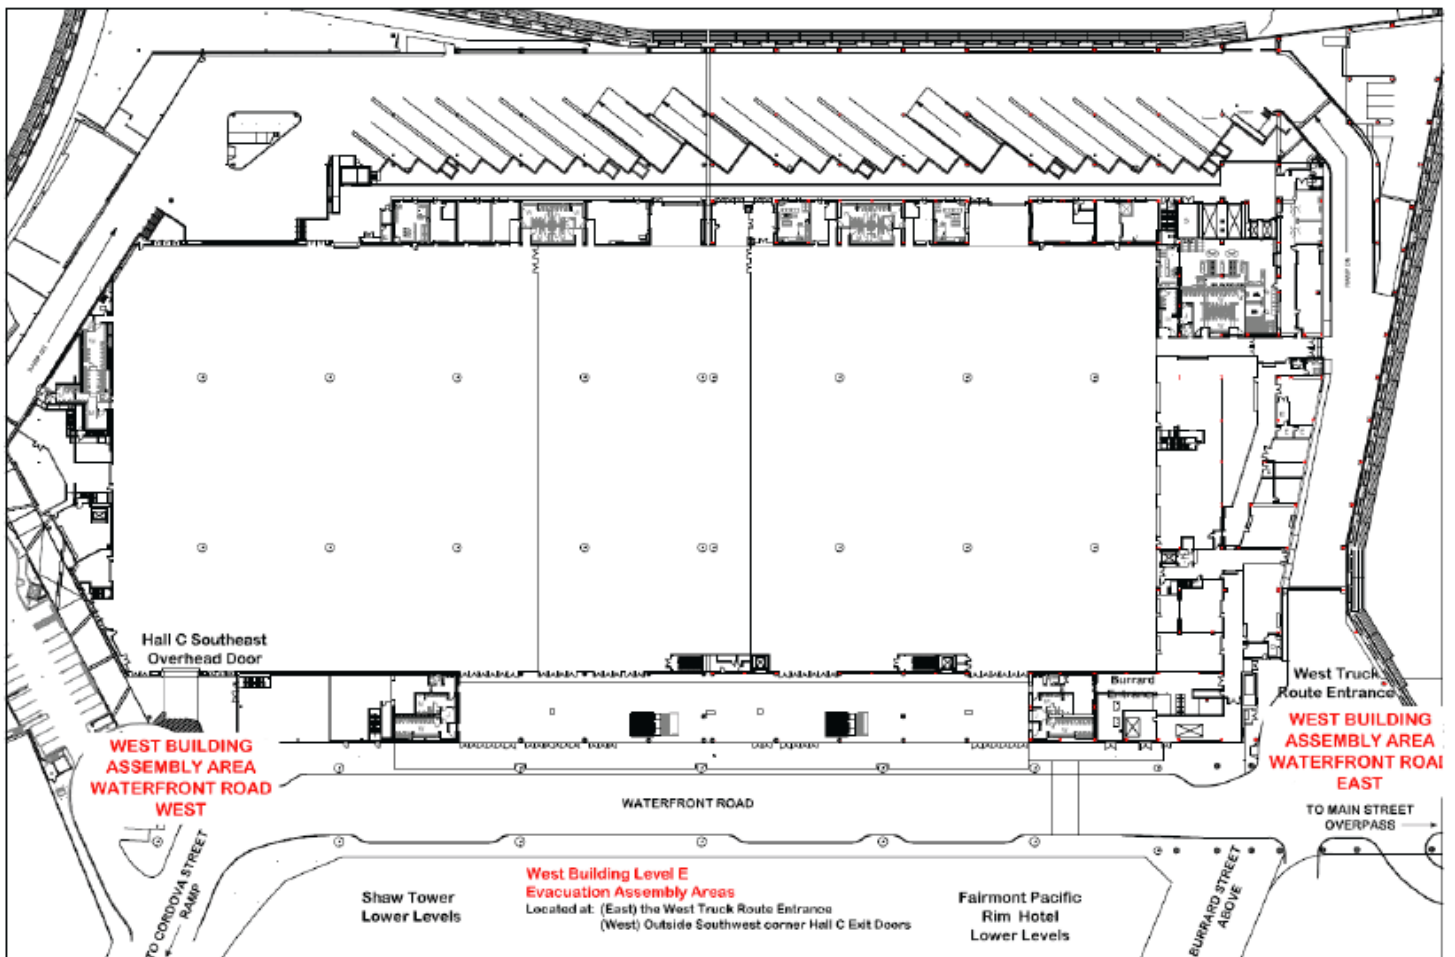 RAMP DN
Hall C Southeast
Overhead Door
Burrard
Entrance
West Truck
Route Entrance
WEST BUILDING
ASSEMBLY AREA
WATERFRONT ROAD
WEST
WEST BUILDING
ASSEMBLY AREA
WATERFRONT ROAD
EAST
WATERFRONT ROAD
TO MAIN STREET
OVERPASS
TO CORDOVA STREET
RAMP
BURRARD STREET
ABOVE
Shaw Tower
Lower Levels
West Building Level E
Evacuation Assembly Areas
Located at: (East) the West Truck Route Entrance
(West) Outside Southwest corner Hall C Exit Doors
Fairmont Pacific
Rim Hotel
Lower Levels